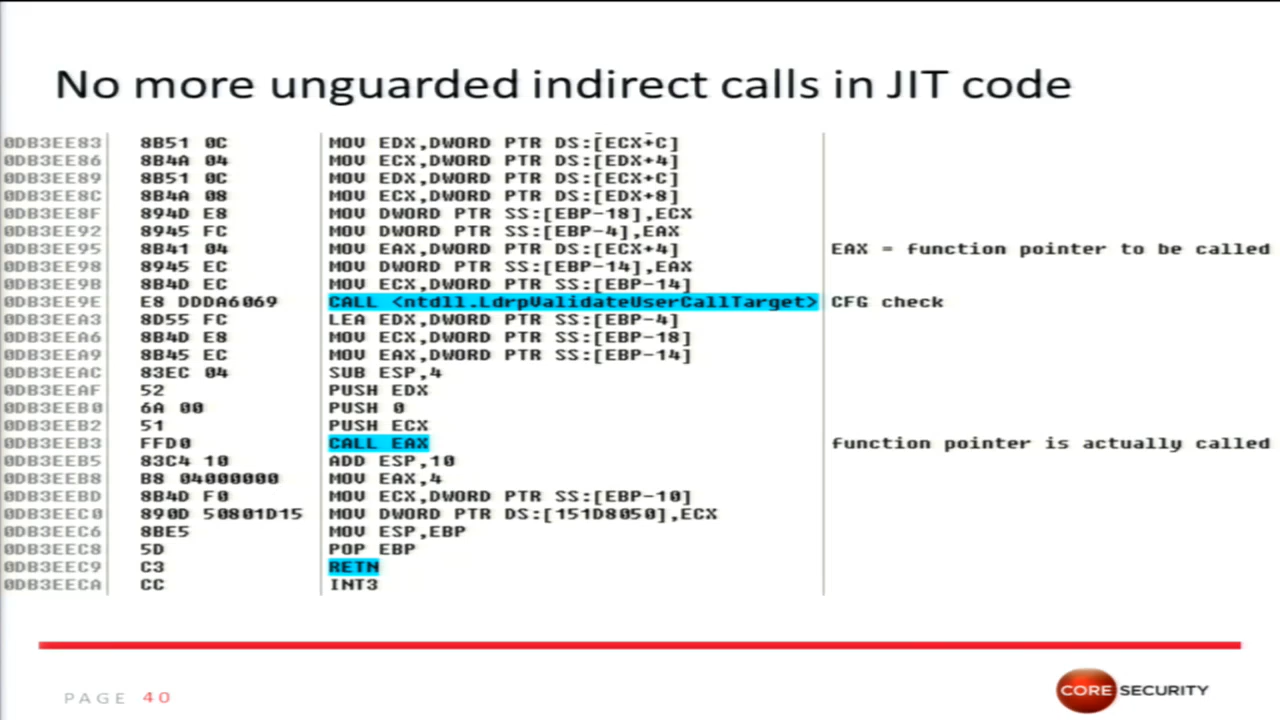 No more unguarded indirect calls in JIT code
0DB3EE83 8B51 0C MOV EDX,DWORD PTR DS:[ECX+C]
0DB3EE86 8B4A 04 MOV ECX,DWORD PTR DS:[EDX+4]
0DB3EE89 8B51 0C MOV EDX,DWORD PTR DS:[ECX+C]
0DB3EE8C 8B4A 08 MOV ECX,DWORD PTR DS:[EDX+8]
0DB3EE8F 894D E8 MOV DWORD PTR SS:[EBP-18],ECX
0DB3EE92 8945 FC MOV DWORD PTR SS:[EBP-4],EAX
0DB3EE95 8B41 04 MOV EAX,DWORD PTR DS:[ECX+4] EAX = function pointer to be called
0DB3EE98 8945 EC MOV DWORD PTR SS:[EBP-14],EAX
0DB3EE9B 8B4D EC MOV ECX,DWORD PTR SS:[EBP-14]
0DB3EE9E E8 DDDA6069 CALL <ntdll.LdrpValidateUserCallTarget> CFG check
0DB3EEA3 8D55 FC LEA EDX,DWORD PTR SS:[EBP-4]
0DB3EEA6 8B4D E8 MOV ECX,DWORD PTR SS:[EBP-18]
0DB3EEA9 8B45 EC MOV EAX,DWORD PTR SS:[EBP-14]
0DB3EEAC 83EC 04 SUB ESP,4
0DB3EEAF 52 PUSH EDX
0DB3EEB0 6A 00 PUSH 0
0DB3EEB2 51 PUSH ECX
0DB3EEB3 FFD0 CALL EAX function pointer is actually called
0DB3EEB5 83C4 10 ADD ESP,10
0DB3EEB8 B8 04000000 MOV EAX,4
0DB3EEBD 8B4D F0 MOV ECX,DWORD PTR SS:[EBP-10]
0DB3EEC0 890D 50801D15 MOV DWORD PTR DS:[151D8050],ECX
0DB3EEC6 8BE5 MOV ESP,EBP
0DB3EEC8 5D POP EBP
0DB3EEC9 C3 RETN
0DB3EECA CC INT3
PAGE 40
CORE SECURITY